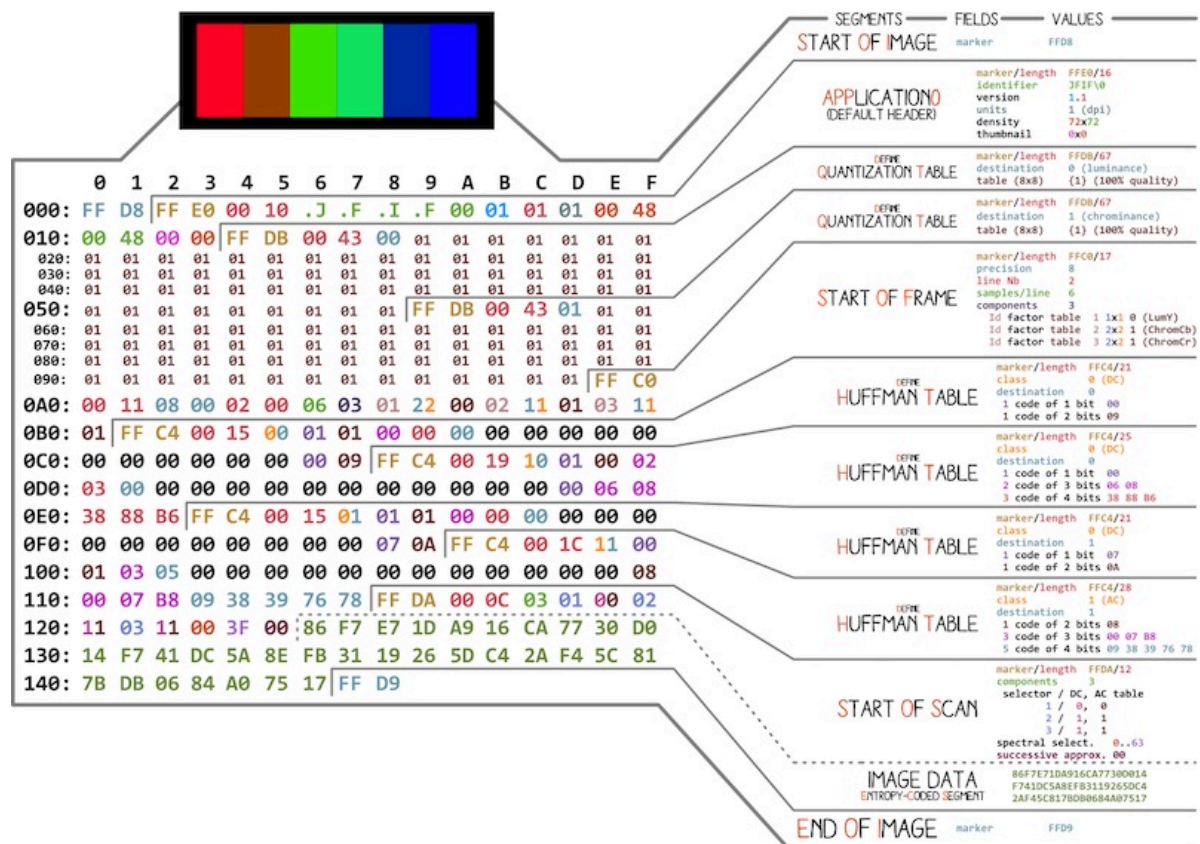 0 1 2 3 4 5 6 7 8 9 A B C D E F
000: FF D8 FF E0 00 10 .J .F .I .F 00 01 01 01 00 48
010: 00 48 00 00 FF DB 00 43 00 01 01 01 01 01 01 01
020: 01 01 01 01 01 01 01 01 01 01 01 01 01 01 01 01
030: 01 01 01 01 01 01 01 01 01 01 01 01 01 01 01 01
040: 01 01 01 01 01 01 01 01 01 01 01 01 01 01 01 01
050: 01 01 01 01 01 01 01 01 01 FF DB 00 43 01 01 01
060: 01 01 01 01 01 01 01 01 01 01 01 01 01 01 01 01
070: 01 01 01 01 01 01 01 01 01 01 01 01 01 01 01 01
080: 01 01 01 01 01 01 01 01 01 01 01 01 01 01 01 01
090: 01 01 01 01 01 01 01 01 01 01 01 01 01 01 FF C0
0A0: 00 11 08 00 02 00 06 03 01 22 00 02 11 01 03 11
0B0: 01 FF C4 00 15 00 01 01 00 00 00 00 00 00 00 00
0C0: 00 00 00 00 00 00 00 09 FF C4 00 19 10 01 00 02
0D0: 03 00 00 00 00 00 00 00 00 00 00 00 00 00 06 08
0E0: 38 88 B6 FF C4 00 15 01 01 01 00 00 00 00 00 00
0F0: 00 00 00 00 00 00 00 00 07 0A FF C4 00 1C 11 00
100: 01 03 05 00 00 00 00 00 00 00 00 00 00 00 00 08
110: 00 07 B8 09 38 39 76 78 FF DA 00 0C 03 01 00 02
120: 11 03 11 00 3F 00 86 F7 E7 1D A9 16 CA 77 30 D0
130: 14 F7 41 DC 5A 8E FB 31 19 26 5D C4 2A F4 5C 81
140: 7B DB 06 84 A0 75 17 FF D9
SEGMENTS FIELDS VALUES
START OF IMAGE marker FFD8
APPLICATION0
(DEFAULT HEADER)
marker/length FFE0/16
identifier JFIF\0
version 1.1
units 1 (dpi)
density 72x72
thumbnail 0x0
DEFINE
QUANTIZATION TABLE
marker/length FFDB/67
destination 0 (luminance)
table (8x8) {1} (100% quality)
DEFINE
QUANTIZATION TABLE
marker/length FFDB/67
destination 1 (chrominance)
table (8x8) {1} (100% quality)
START OF FRAME
marker/length FFC0/17
precision 8
line Nb 2
samples/line 6
components 3
Id factor table 1 1x1 0 (LumY)
Id factor table 2 2x2 1 (ChromCb)
Id factor table 3 2x2 1 (ChromCr)
DEFINE
HUFFMAN TABLE
marker/length FFC4/21
class 0 (DC)
destination 0
1 code of 1 bit 00
1 code of 2 bits 09
DEFINE
HUFFMAN TABLE
marker/length FFC4/25
class 0 (DC)
destination 0
1 code of 1 bit 00
2 code of 3 bits 06 08
3 code of 4 bits 38 88 B6
DEFINE
HUFFMAN TABLE
marker/length FFC4/21
class 0 (DC)
destination 1
1 code of 1 bit 07
1 code of 2 bits 0A
DEFINE
HUFFMAN TABLE
marker/length FFC4/28
class 1 (AC)
destination 1
1 code of 2 bits 08
3 code of 3 bits 00 07 B8
5 code of 4 bits 09 38 39 76 78
START OF SCAN
marker/length FFDA/12
components 3
selector / DC, AC table
1 / 0, 0
2 / 1, 1
3 / 1, 1
spectral select. 0..63
successive approx. 00
IMAGE DATA
ENTROPY-CODED SEGMENT
86F7E71DA916CA7730D014
F741DC5A8EFB3119265DC4
2AF45C817BDB0684A07517
END OF IMAGE marker FFD9